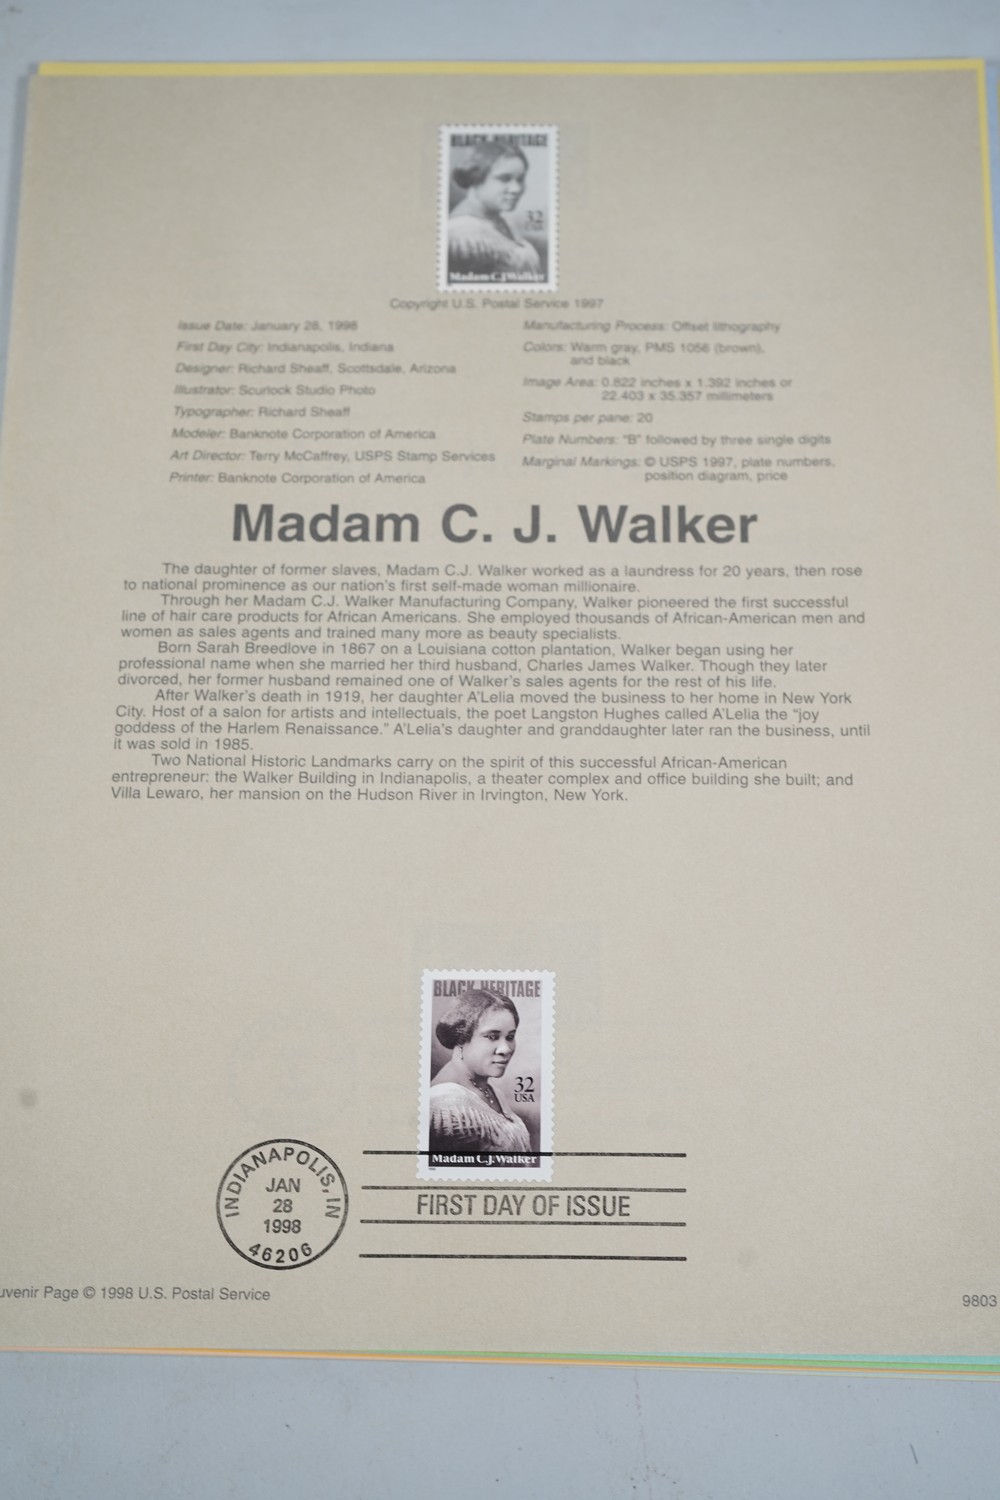 BLACK HERITAGE
32
USA
Madam C.J.Walker
Copyright U.S. Postal Service 1997
Issue Date: January 28, 1998
First Day City: Indianapolis, Indiana
Designer: Richard Sheaff, Scottsdale, Arizona
Illustrator: Scurlock Studio Photo
Typographer: Richard Sheaff
Modeler: Banknote Corporation of America
Art Director: Terry McCaffrey, USPS Stamp Services
Printer: Banknote Corporation of America
Manufacturing Process: Offset lithography
Colors: Warm gray, PMS 1056 (brown),
and black
Image Area: 0.822 inches x 1.392 inches or
22.403 x 35.357 millimeters
Stamps per pane: 20
Plate Numbers: "B" followed by three single digits
Marginal Markings: © USPS 1997, plate numbers,
position diagram, price
Madam C. J. Walker
The daughter of former slaves, Madam C.J. Walker worked as a laundress for 20 years, then rose
to national prominence as our nation's first self-made woman millionaire.
Through her Madam C.J. Walker Manufacturing Company, Walker pioneered the first successful
line of hair care products for African Americans. She employed thousands of African-American men and
women as sales agents and trained many more as beauty specialists.
Born Sarah Breedlove in 1867 on a Louisiana cotton plantation, Walker began using her
professional name when she married her third husband, Charles James Walker. Though they later
divorced, her former husband remained one of Walker's sales agents for the rest of his life.
After Walker's death in 1919, her daughter A'Lelia moved the business to her home in New York
City. Host of a salon for artists and intellectuals, the poet Langston Hughes called A'Lelia the "joy
goddess of the Harlem Renaissance." A'Lelia's daughter and granddaughter later ran the business, until
it was sold in 1985.
Two National Historic Landmarks carry on the spirit of this successful African-American
entrepreneur: the Walker Building in Indianapolis, a theater complex and office building she built; and
Villa Lewaro, her mansion on the Hudson River in Irvington, New York.
BLACK HERITAGE
32
USA
Madam C.J.Walker
INDIANAPOLIS, IN
JAN
28
1998
46206
FIRST DAY OF ISSUE
uvenir Page © 1998 U.S. Postal Service
9803